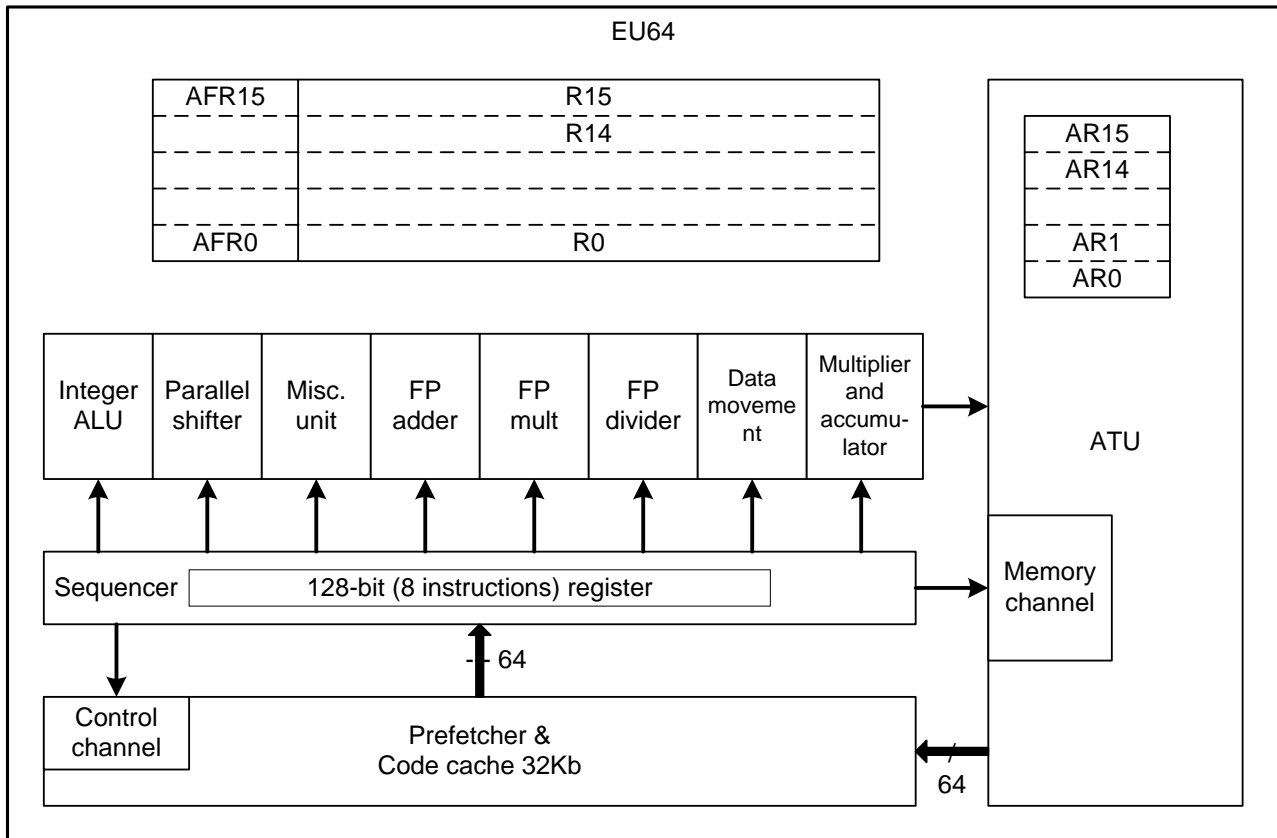 EU64
AFR15
R15
R14
AFR0
R0
AR15
AR14
AR1
AR0
ATU
Integer
ALU
Parallel
shifter
Misc.
unit
FP
adder
FP
mult
FP
divider
Data
moveme
nt
Multiplier
and
accumu-
lator
Sequencer
128-bit (8 instructions) register
Memory
channel
64
Control
channel
Prefetcher &
Code cache 32Kb
64